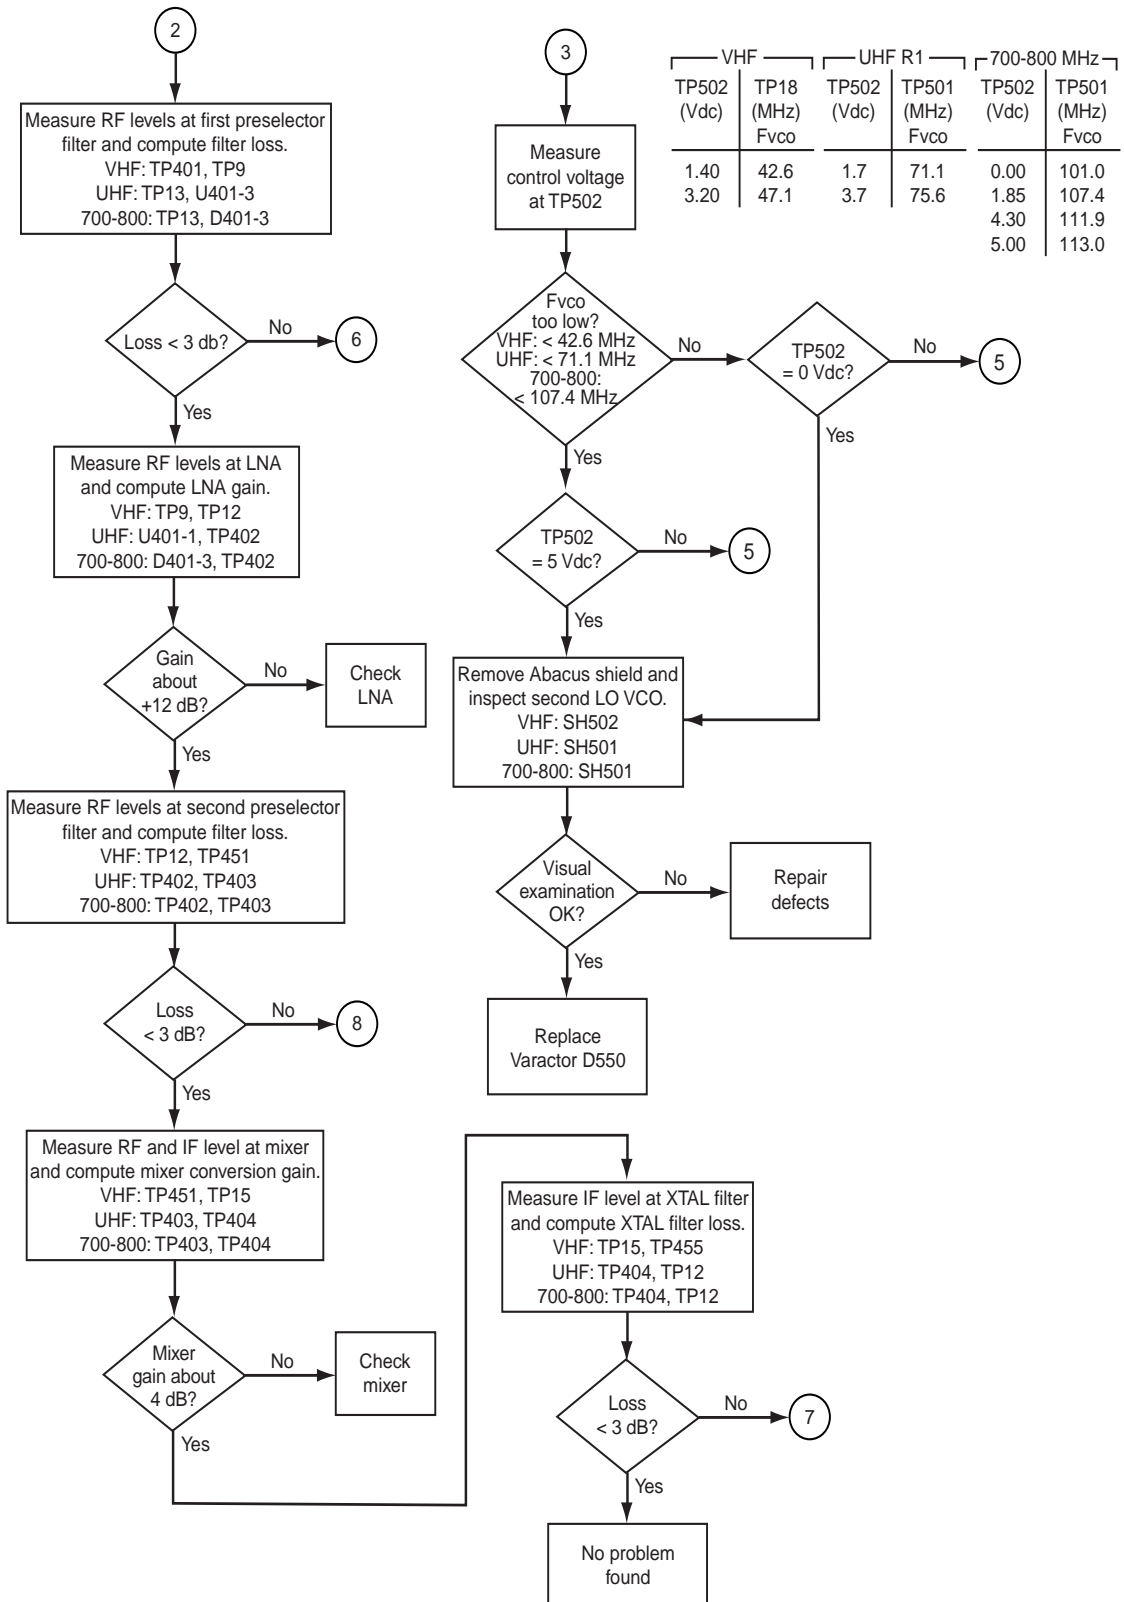 2
Measure RF levels at first preselector
filter and compute filter loss.
VHF: TP401, TP9
UHF: TP13, U401-3
700-800: TP13, D401-3
Loss < 3 db?
No
6
Yes
Measure RF levels at LNA
and compute LNA gain.
VHF: TP9, TP12
UHF: U401-1, TP402
700-800: D401-3, TP402
Gain
about
+12 dB?
No
Check
LNA
Yes
Measure RF levels at second preselector
filter and compute filter loss.
VHF: TP12, TP451
UHF: TP402, TP403
700-800: TP402, TP403
Loss
< 3 dB?
No
8
Yes
Measure RF and IF level at mixer
and compute mixer conversion gain.
VHF: TP451, TP15
UHF: TP403, TP404
700-800: TP403, TP404
Mixer
gain about
4 dB?
No
Check
mixer
Yes
Measure IF level at XTAL filter
and compute XTAL filter loss.
VHF: TP15, TP455
UHF: TP404, TP12
700-800: TP404, TP12
Loss
< 3 dB?
No
7
Yes
No problem
found
3
Measure
control voltage
at TP502
Fvco
too low?
VHF: < 42.6 MHz
UHF: < 71.1 MHz
700-800:
< 107.4 MHz
No
TP502
= 0 Vdc?
No
5
Yes
Yes
TP502
= 5 Vdc?
No
5
Yes
Remove Abacus shield and
inspect second LO VCO.
VHF: SH502
UHF: SH501
700-800: SH501
Visual
examination
OK?
No
Repair
defects
Yes
Replace
Varactor D550
VHF UHF R1 700-800 MHz
TP502 TP18 TP502 TP501 TP502 TP501
(Vdc) (MHz) (Vdc) (MHz) (Vdc) (MHz)
Fvco Fvco Fvco
1.40 42.6 1.7 71.1 0.00 101.0
3.20 47.1 3.7 75.6 1.85 107.4
4.30 111.9
5.00 113.0